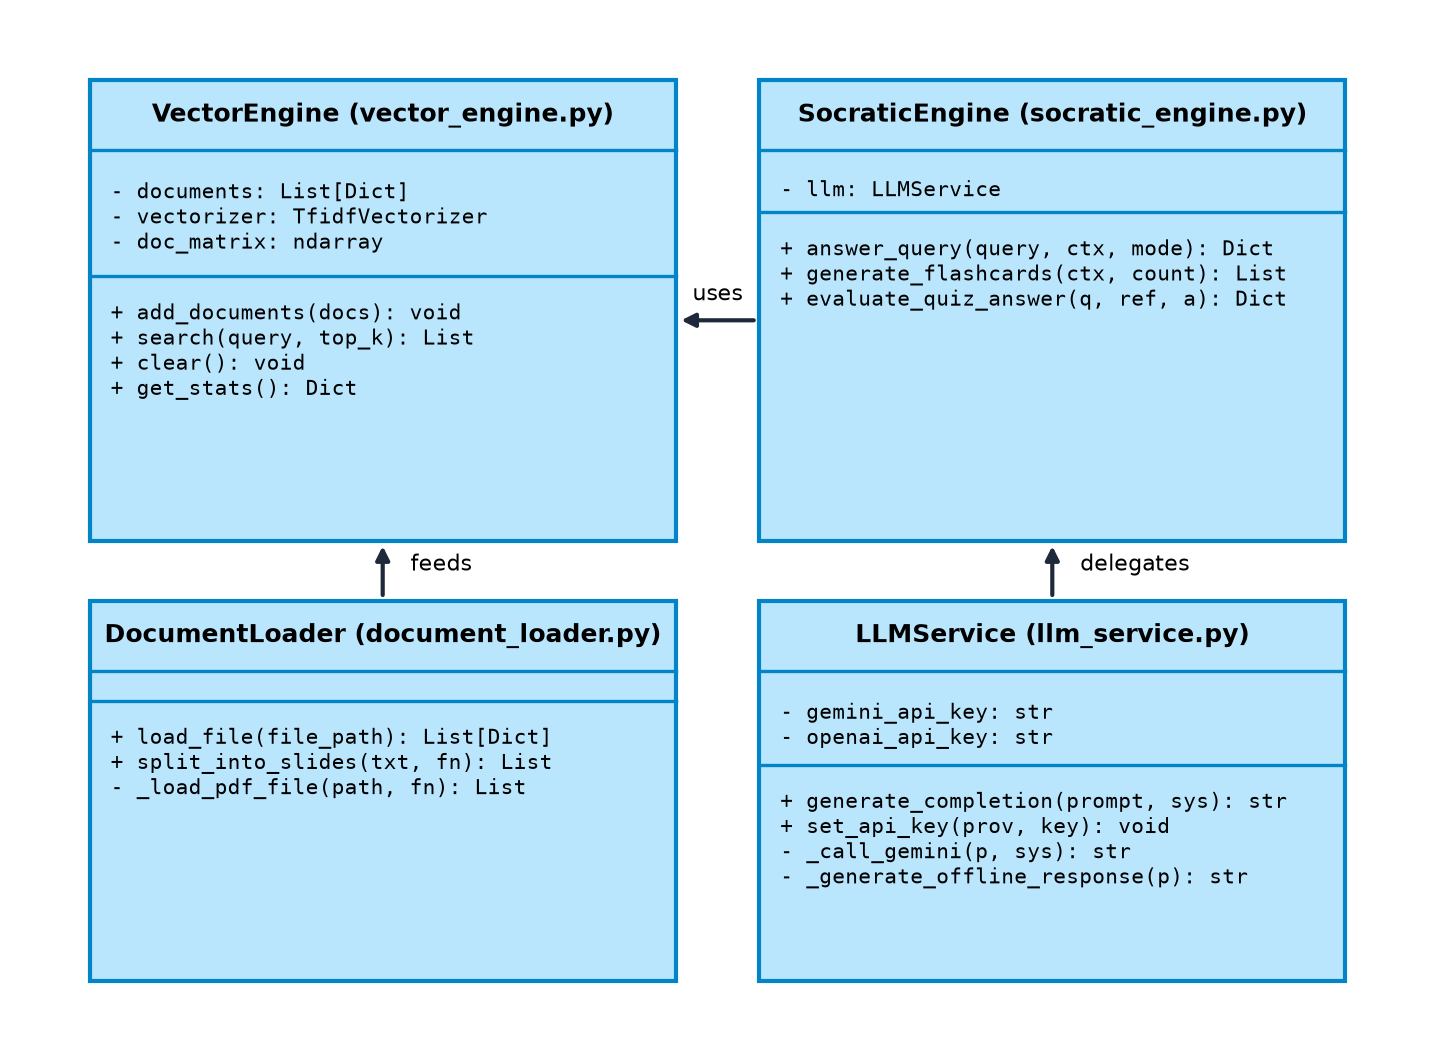 VectorEngine (vector_engine.py)
- documents: List[Dict]
- vectorizer: TfidfVectorizer
- doc_matrix: ndarray
+ add_documents(docs): void
+ search(query, top_k): List
+ clear(): void
+ get_stats(): Dict
uses
SocraticEngine (socratic_engine.py)
- llm: LLMService
+ answer_query(query, ctx, mode): Dict
+ generate_flashcards(ctx, count): List
+ evaluate_quiz_answer(q, ref, a): Dict
feeds
delegates
DocumentLoader (document_loader.py)
+ load_file(file_path): List[Dict]
+ split_into_slides(txt, fn): List
- _load_pdf_file(path, fn): List
LLMService (llm_service.py)
- gemini_api_key: str
- openai_api_key: str
+ generate_completion(prompt, sys): str
+ set_api_key(prov, key): void
- _call_gemini(p, sys): str
- _generate_offline_response(p): str